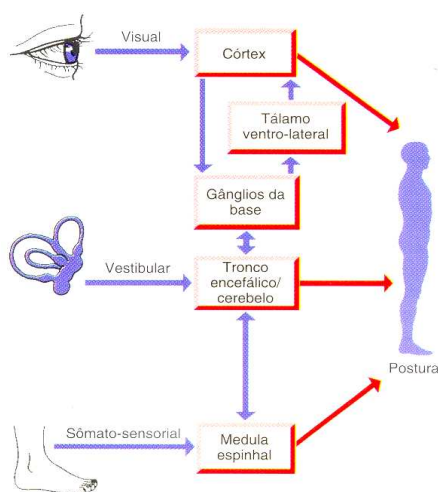 Visual
Córtex
Tálamo
ventro-lateral
Gânglios da
base
Vestibular
Tronco
encefálico/
cerebelo
Postura
Sômato-sensorial
Medula
espinhal